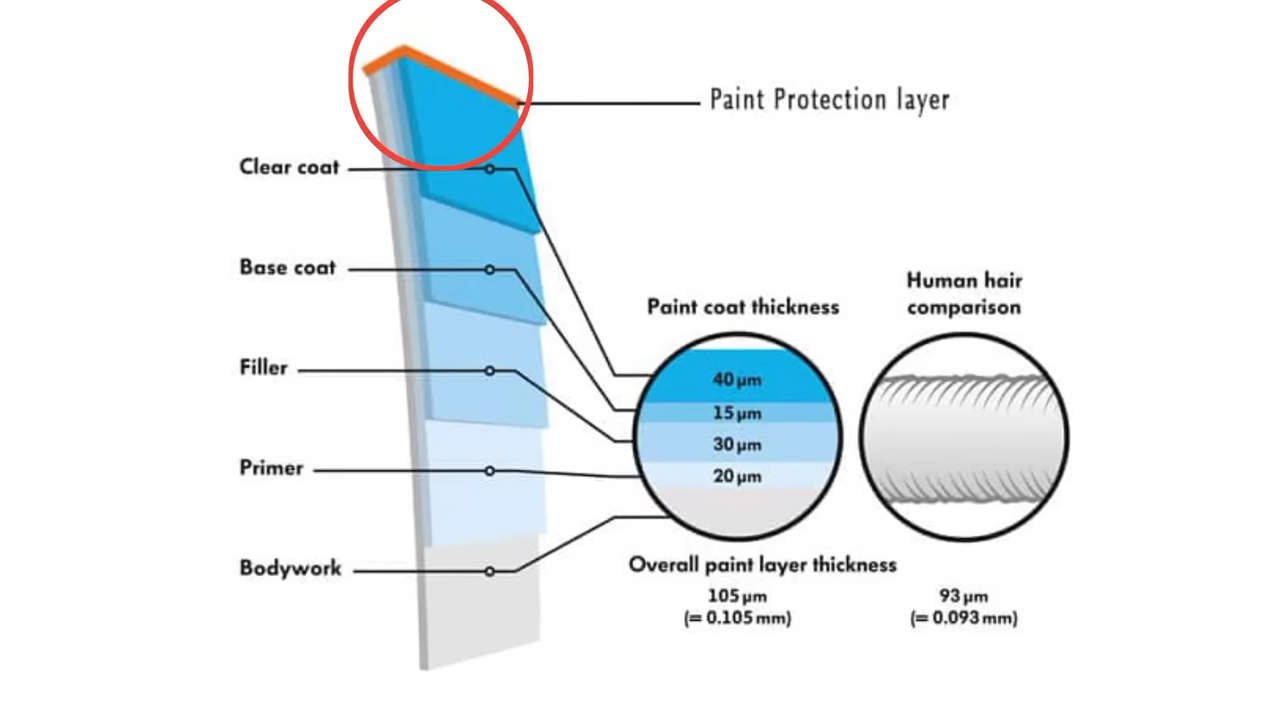 Paint Protection layer
Clear coat
Base coat
Filler
Primer
Bodywork
Paint coat thickness
40 µm
15 µm
30 µm
20 µm
Overall paint layer thickness
105 µm
(= 0.105 mm)
Human hair
comparison
93 µm
(= 0.093 mm)